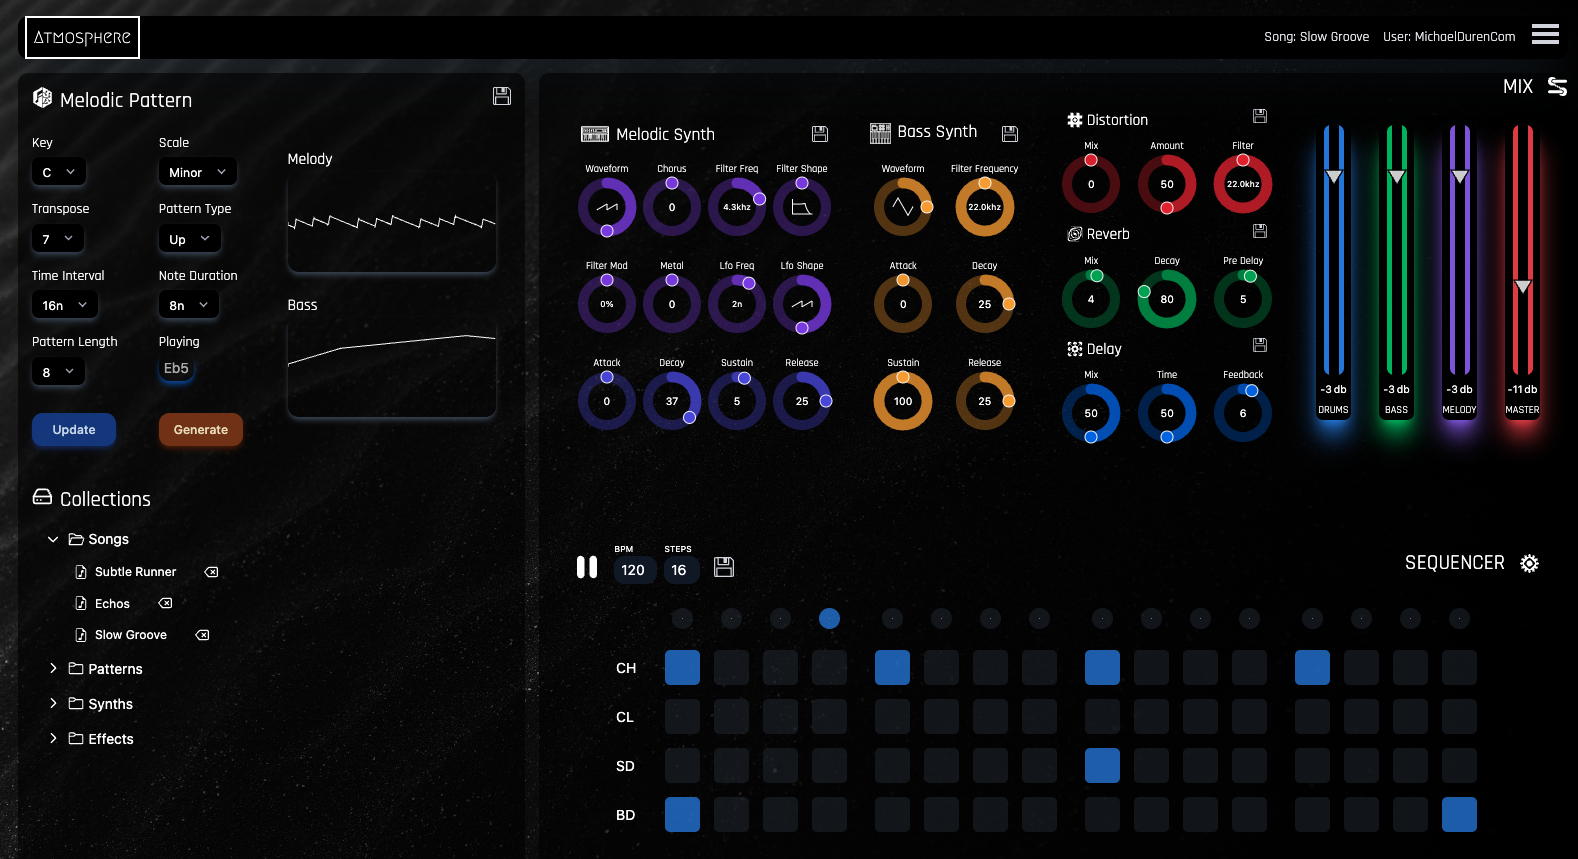 ATMOSPHERE
Song: Slow Groove User: MichaelDurenCom
Melodic Pattern
Key Scale
C Minor
Transpose Pattern Type
7 Up
Time Interval Note Duration
16n 8n
Pattern Length Playing
8 Eb5
Update Generate
Melody
Bass
Collections
Songs
Subtle Runner
Echos
Slow Groove
Patterns
Synths
Effects
Melodic Synth
Waveform Chorus Filter Freq Filter Shape
0 4.3khz
Filter Mod Metal Lfo Freq Lfo Shape
0% 0 2n
Attack Decay Sustain Release
0 37 5 25
Bass Synth
Waveform Filter Frequency
22.0khz
Attack Decay
0 25
Sustain Release
100 25
Distortion
Mix Amount Filter
0 50 22.0khz
Reverb
Mix Decay Pre Delay
4 80 5
Delay
Mix Time Feedback
50 50 6
MIX
-3 db -3 db -3 db -11 db
DRUMS BASS MELODY MASTER
BPM STEPS
120 16
SEQUENCER
CH
CL
SD
BD